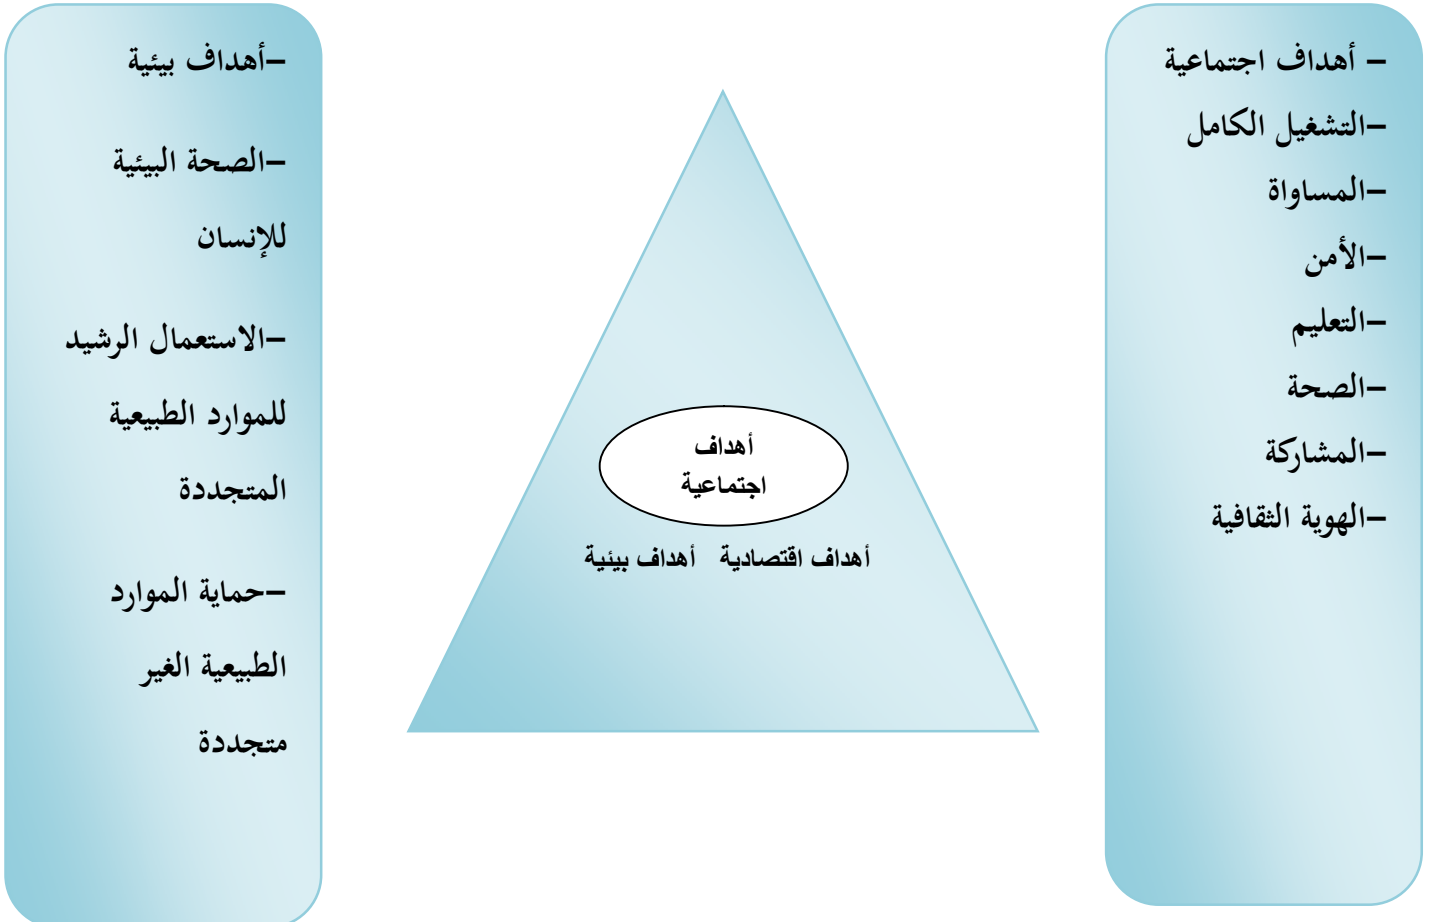 – أهداف اجتماعية
–التشغيل الكامل
–المساواة
–الأمن
–التعليم
–الصحة
–المشاركة
–الهوية الثقافية
أهداف
اجتماعية
أهداف اقتصادية أهداف بيئية
–أهداف بيئية
–الصحة البيئية
للإنسان
–الاستعمال الرشيد
للموارد الطبيعية
المتجددة
–حماية الموارد
الطبيعية الغير
متجددة